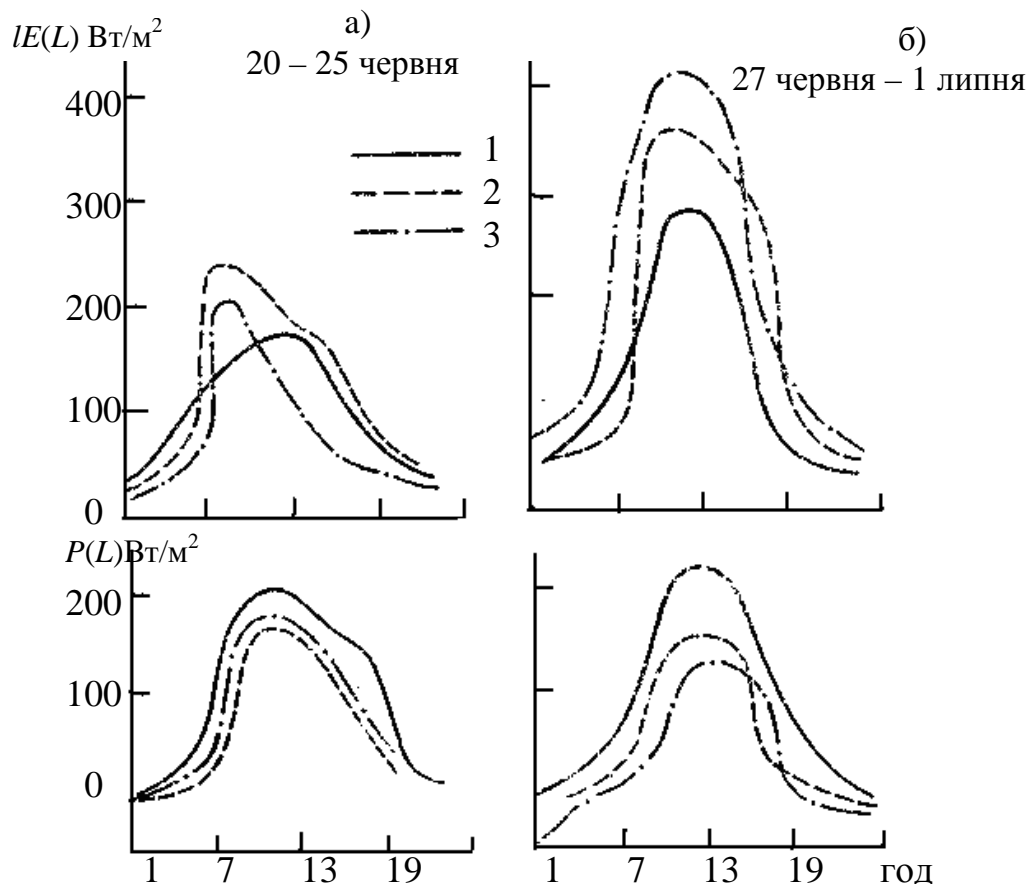 lE(L) Вт/м²
а)
20 – 25 червня
б)
27 червня – 1 липня
400
300
200
100
0
1
2
3
P(L)Вт/м²
200
100
0
1 7 13 19
1 7 13 19 год